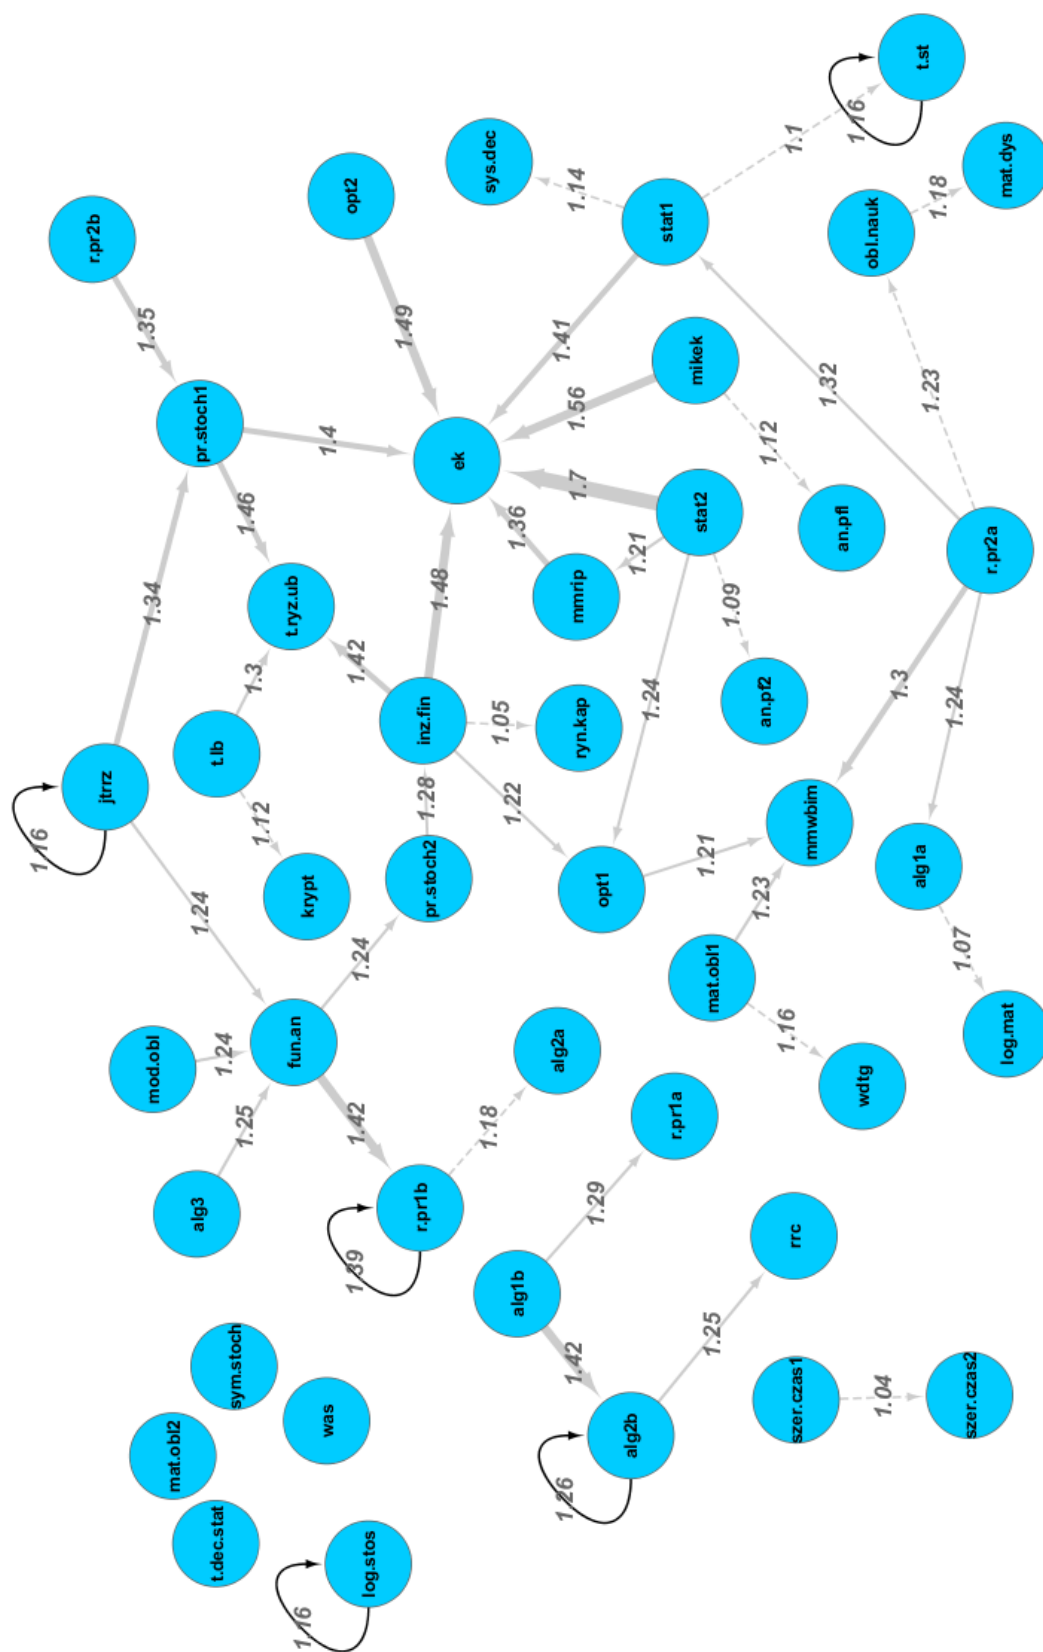 t.st
1.16
1.1
sys.dec
1.14
stat1
mat.dys
1.18
obl.nauk
1.23
1.32
r.pr2b
opt2
1.35
1.49
1.41
pr.stoch1
1.4
ek
mikek
1.56
1.12
an.pfl
r.pr2a
1.46
1.7
stat2
1.36
1.21
1.34
t.ryz.ub
1.48
mmrip
1.09
1.42
1.3
1.24
an.pf2
1.3
1.24
jtrrz
1.16
t.lb
inz.fin
1.05
ryn.kap
1.12
1.28
1.22
mmwbim
alg1a
krypt
pr.stoch2
opt1
1.21
1.23
1.07
1.24
1.24
mat.obl1
log.mat
mod.obl
1.24
fun.an
alg2a
1.16
wdtg
1.25
1.42
1.18
r.pr1a
alg3
r.pr1b
1.39
1.29
rrc
alg1b
1.42
1.25
sym.stoch
was
mat.obl2
t.dec.stat
alg2b
1.26
szer.czas1
1.04
szer.czas2
log.stos
1.16